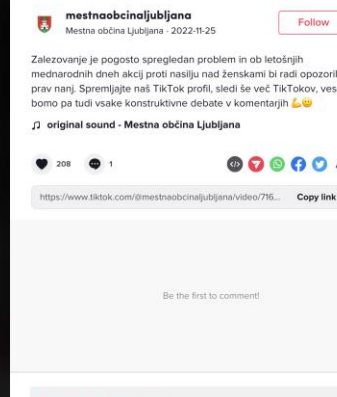 mestnaobcinaljubljana
Mestna občina Ljubljana · 2022-11-25
Follow
Zalezovanje je pogosto spregledan problem in ob letošnjih
mednarodnih dneh akcij proti nasilju nad ženskami bi radi opozoril
prav nanj. Spremljajte naš TikTok profil, sledi še več TikTokov, ves
bomo pa tudi vsake konstruktivne debate v komentarjih 💪😀
♫ original sound - Mestna občina Ljubljana
208
1
https://www.tiktok.com/@mestnaobcinaljubljana/video/716...
Copy link
Be the first to comment!